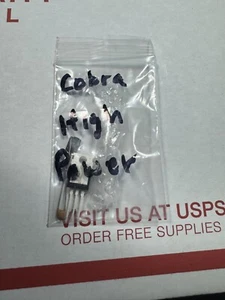 L
Cobra
High
Power
VISIT US AT USPS
ORDER FREE SUPPLIES